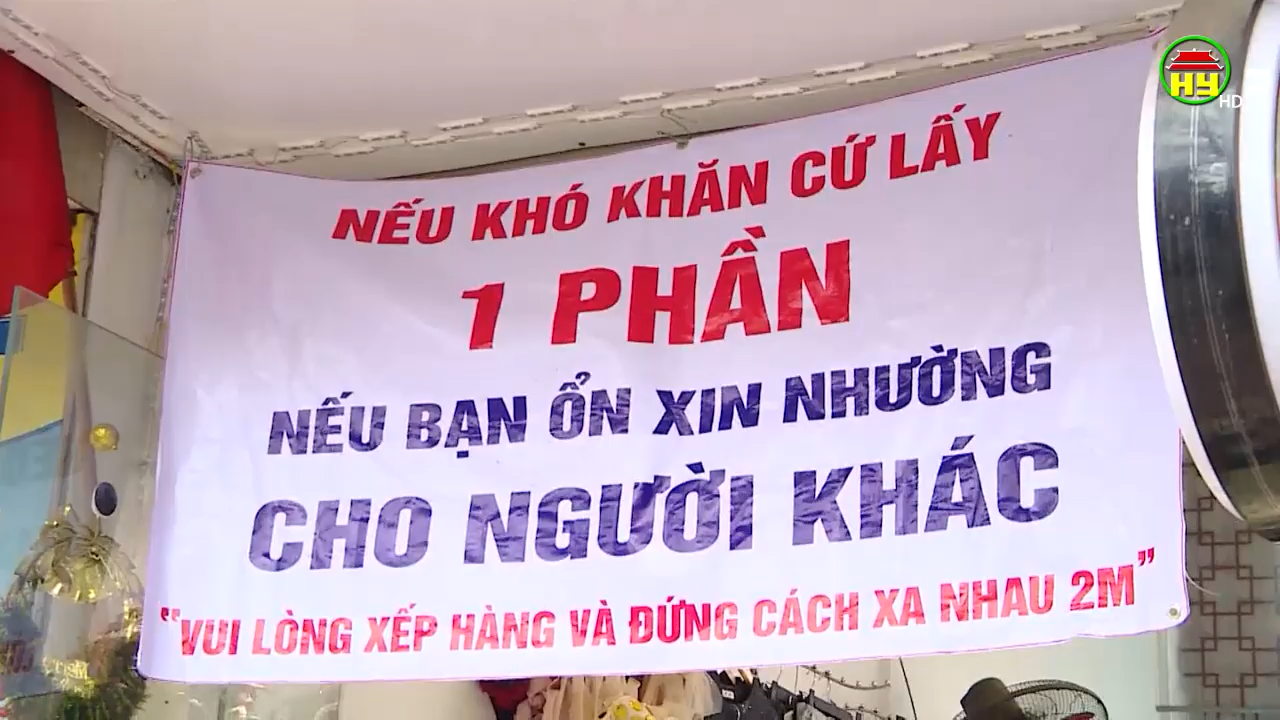 HY
HD
NẾU KHÓ KHĂN CỨ LẤY
1 PHẦN
NẾU BẠN ỔN XIN NHƯỜNG
CHO NGƯỜI KHÁC
“VUI LÒNG XẾP HÀNG VÀ ĐỨNG CÁCH XA NHAU 2M”